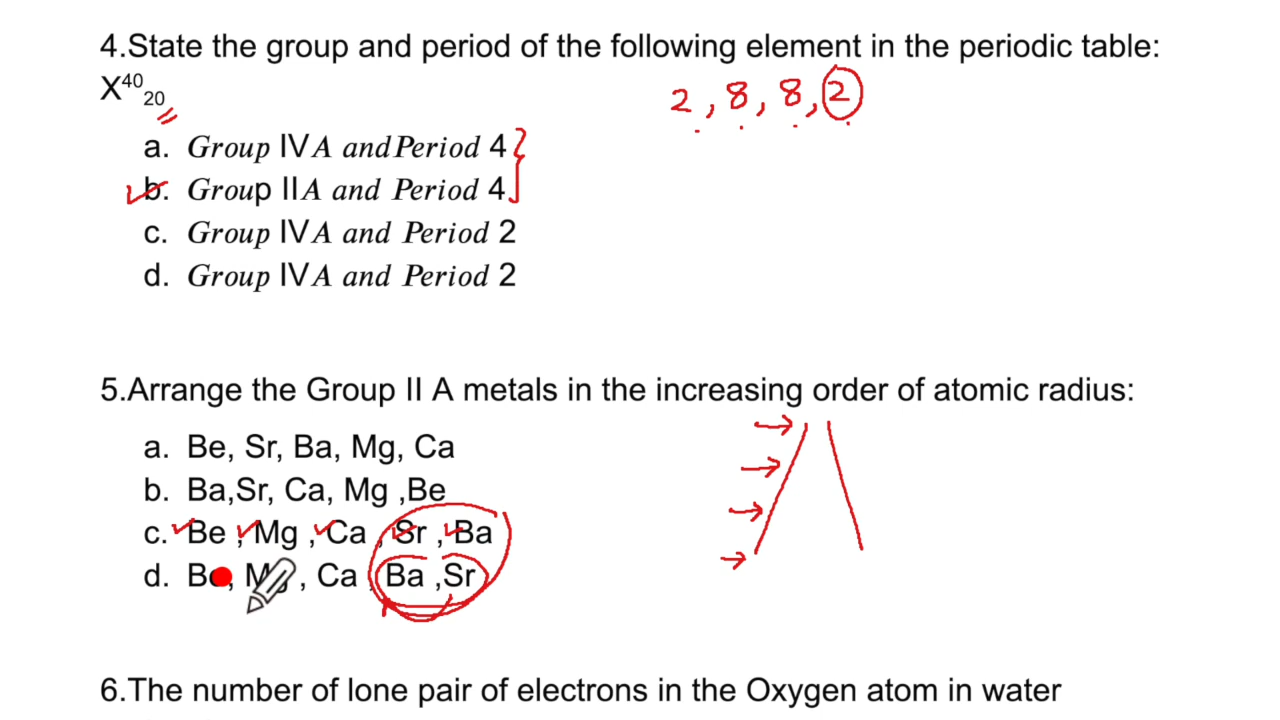 4.State the group and period of the following element in the periodic table:
X⁴⁰₂₀
2, 8, 8, 2
a. Group IVA and Period 4
b. Group IIA and Period 4
c. Group IVA and Period 2
d. Group IVA and Period 2
5.Arrange the Group II A metals in the increasing order of atomic radius:
a. Be, Sr, Ba, Mg, Ca
b. Ba,Sr, Ca, Mg ,Be
c. Be , Mg , Ca , Sr , Ba
d. , Ca , Ba ,Sr
6.The number of lone pair of electrons in the Oxygen atom in water